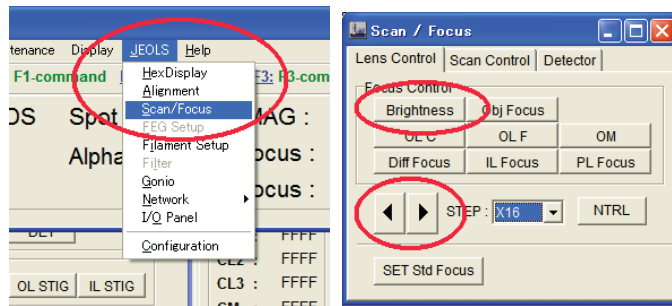 tenance Display JEOLS Help
F1-command F3: F3-com
HexDisplay
Alignment
Scan/Focus
FEG Setup
Filament Setup
Filter
Gonio
Network
I/O Panel
Configuration
OS Spot MAG :
Alpha ocus :
ocus :
FFFF
CL2 : FFFF
CL3 : FFFF
OL STIG IL STIG
CM : FFFF
Scan / Focus
Lens Control Scan Control Detector
Focus Control
Brightness Obj Focus
OL C OL F OM
Diff Focus IL Focus PL Focus
STEP : X16 NTRL
SET Std Focus